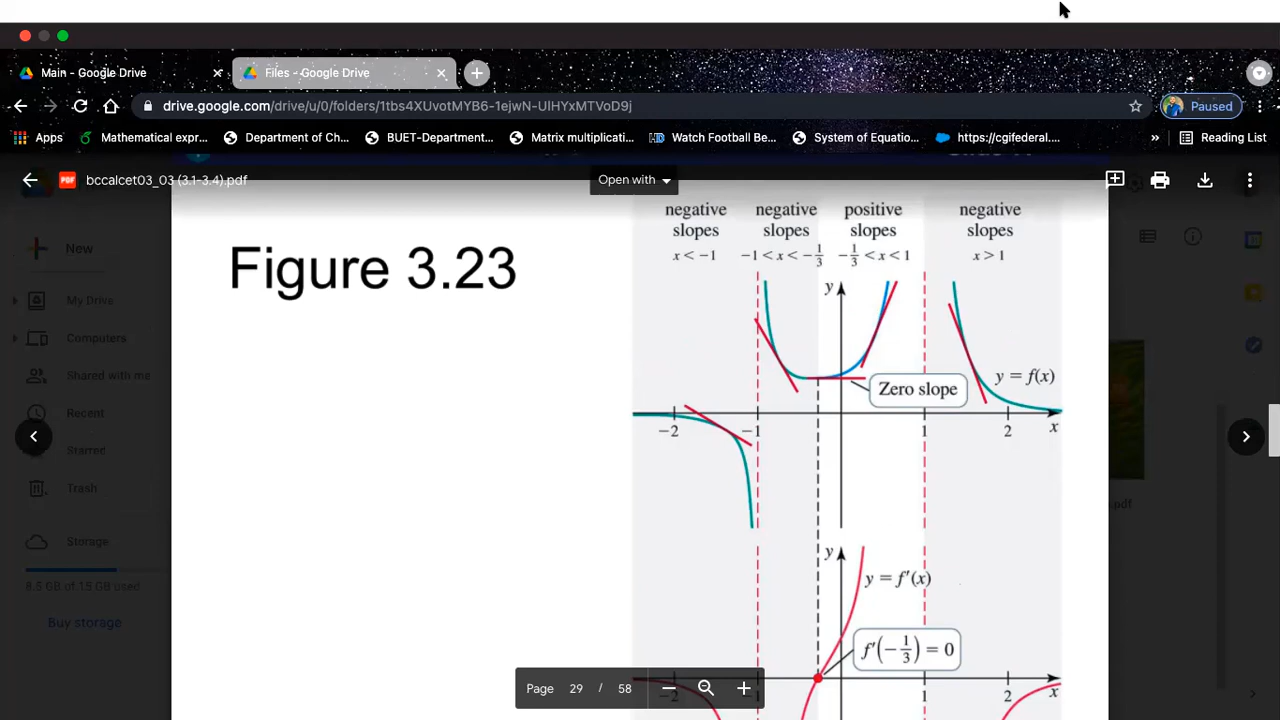 Main - Google Drive
Files - Google Drive
drive.google.com/drive/u/0/folders/1tbs4XUvotMYB6-1ejwN-UIHYxMTVoD9j
Paused
Apps
Mathematical expr...
Department of Ch...
BUET-Department...
Matrix multiplicati...
Watch Football Be...
System of Equatio...
https://cgifederal....
»
Reading List
PDF
bccalcet03_03 (3.1-3.4).pdf
Open with
New
My Drive
Computers
Shared with me
Recent
Starred
Trash
Storage
8.5 GB of 15 GB used
Buy storage
Figure 3.23
negative slopes x < −1
negative slopes −1 < x < −1/3
positive slopes −1/3 < x < 1
negative slopes x > 1
y
Zero slope
y = f(x)
−2
−1
1
2
x
y
y = f′(x)
f′(−1/3) = 0
−2
1
2
x
Page 29 / 58
.pdf